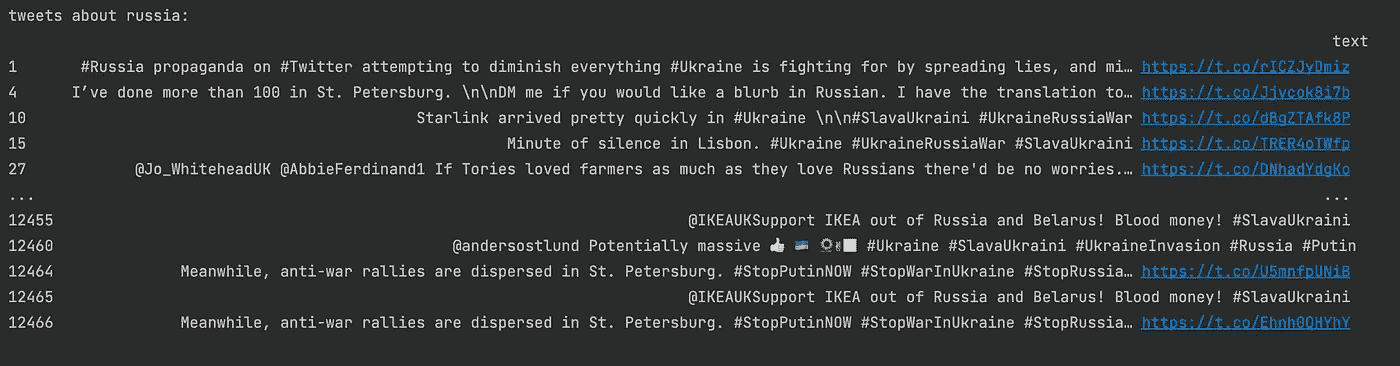 tweets about russia:
text
1 #Russia propaganda on #Twitter attempting to diminish everything #Ukraine is fighting for by spreading lies, and mi… https://t.co/rICZJyDmiz
4 I’ve done more than 100 in St. Petersburg. \n\nDM me if you would like a blurb in Russian. I have the translation to… https://t.co/Jjvcok8i7b
10 Starlink arrived pretty quickly in #Ukraine \n\n#SlavaUkraini #UkraineRussiaWar https://t.co/dBgZTAfk8P
15 Minute of silence in Lisbon. #Ukraine #UkraineRussiaWar #SlavaUkraini https://t.co/TRER4oTWfp
27 @Jo_WhiteheadUK @AbbieFerdinand1 If Tories loved farmers as much as they love Russians there'd be no worries.… https://t.co/DNhadYdgKo
... ...
12455 @IKEAUKSupport IKEA out of Russia and Belarus! Blood money! #SlavaUkraini
12460 @andersostlund Potentially massive 👍 #Ukraine #SlavaUkraini #UkraineInvasion #Russia #Putin
12464 Meanwhile, anti-war rallies are dispersed in St. Petersburg. #StopPutinNOW #StopWarInUkraine #StopRussia… https://t.co/U5mnfpUNiB
12465 @IKEAUKSupport IKEA out of Russia and Belarus! Blood money! #SlavaUkraini
12466 Meanwhile, anti-war rallies are dispersed in St. Petersburg. #StopPutinNOW #StopWarInUkraine #StopRussia… https://t.co/Ehnh0QHYhY